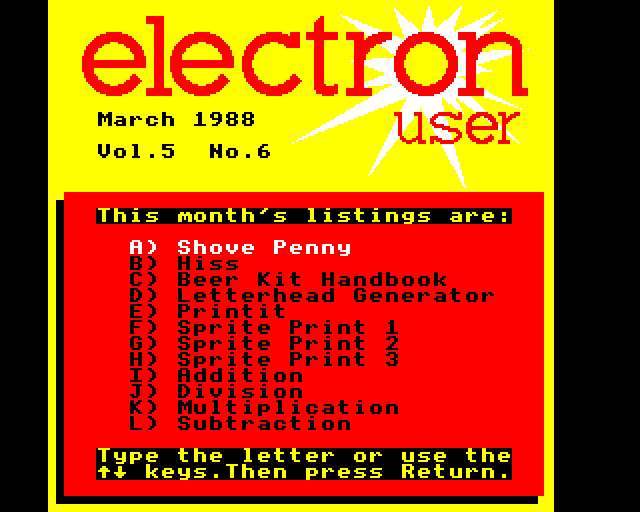 electron
user
March 1988
Vol.5 No.6
This month's listings are:
A) Shove Penny
B) Hiss
C) Beer Kit Handbook
D) Letterhead Generator
E) Printit
F) Sprite Print 1
G) Sprite Print 2
H) Sprite Print 3
I) Addition
J) Division
K) Multiplication
L) Subtraction
Type the letter or use the
↑↓ keys.Then press Return.